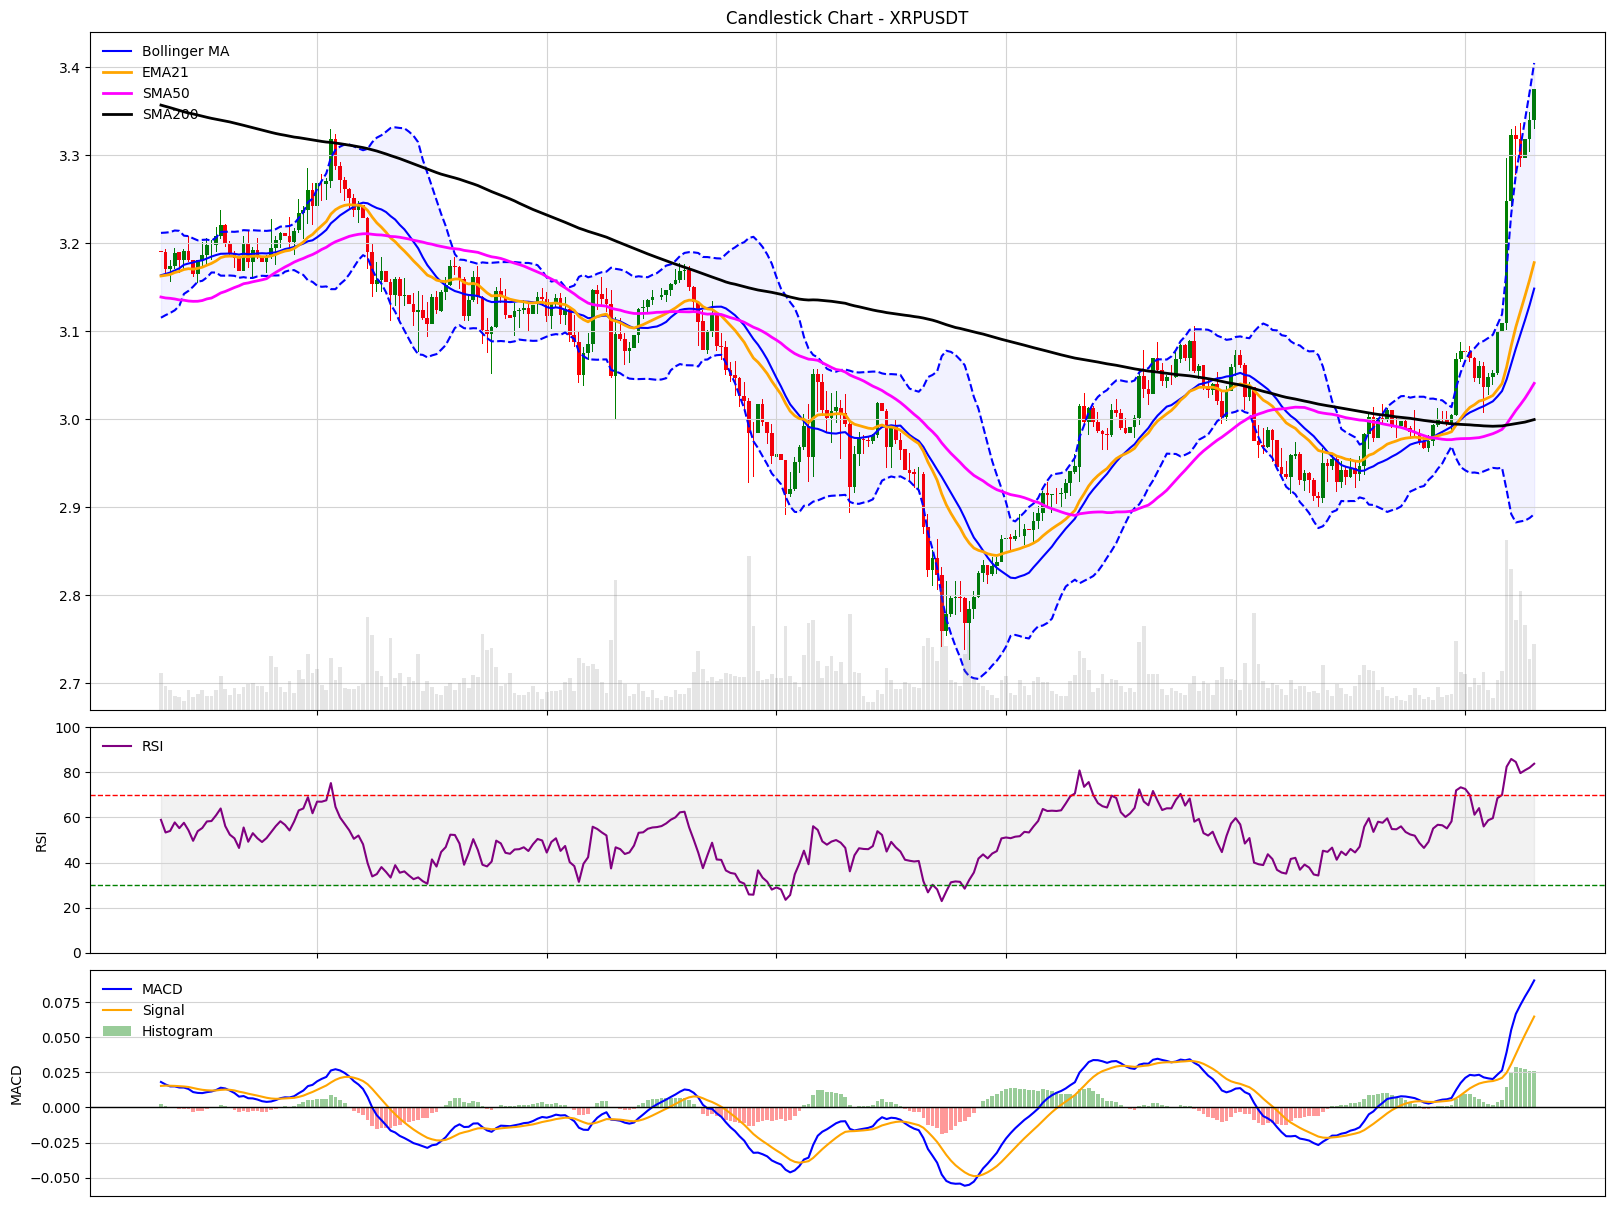 Candlestick Chart - XRPUSDT
Bollinger MA
EMA21
SMA50
SMA200
3.4
3.3
3.2
3.1
3.0
2.9
2.8
2.7
RSI
100
80
60
40
20
0
RSI
MACD
Signal
Histogram
0.075
0.050
0.025
0.000
−0.025
−0.050
MACD